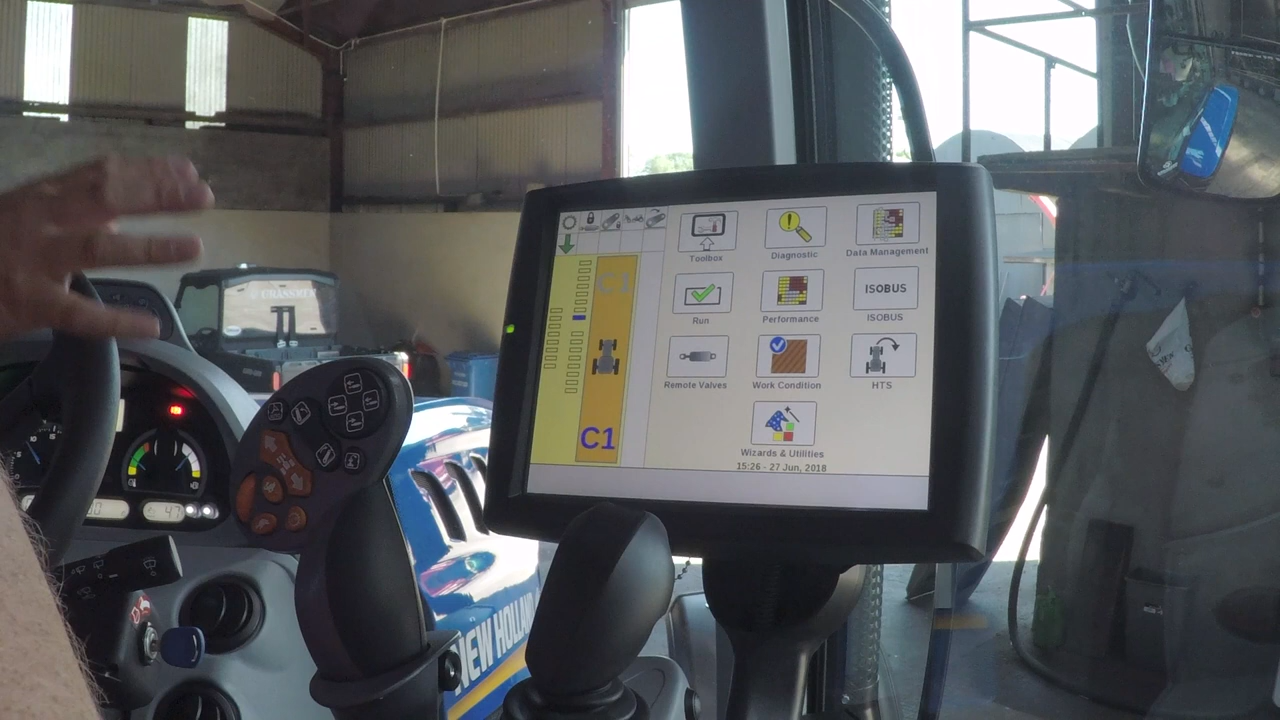 GRASSMEN
C1
C1
Toolbox
Diagnostic
Data Management
Run
Performance
ISOBUS
ISOBUS
Remote Valves
Work Condition
HTS
Wizards & Utilities
15:26 - 27 Jun, 2018
NEW HOLLAND